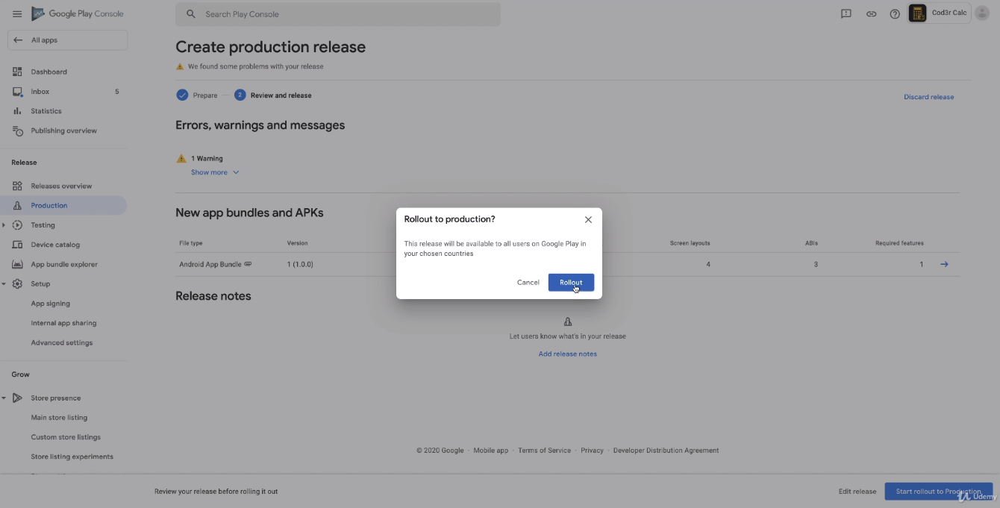 Google Play Console
Search Play Console
Cod3r Calc
All apps
Dashboard
Inbox 5
Statistics
Publishing overview
Release
Releases overview
Production
Testing
Device catalog
App bundle explorer
Setup
App signing
Internal app sharing
Advanced settings
Grow
Store presence
Main store listing
Custom store listings
Store listing experiments
Create production release
We found some problems with your release
Prepare
2 Review and release
Discard release
Errors, warnings and messages
1 Warning
Show more
New app bundles and APKs
File type Version Screen layouts ABIs Required features
Android App Bundle 1 (1.0.0) 4 3 1
Rollout to production?
This release will be available to all users on Google Play in
your chosen countries
Cancel Rollout
Release notes
Let users know what's in your release
Add release notes
© 2020 Google · Mobile app · Terms of Service · Privacy · Developer Distribution Agreement
Review your release before rolling it out
Edit release
Start rollout to Production
Udemy